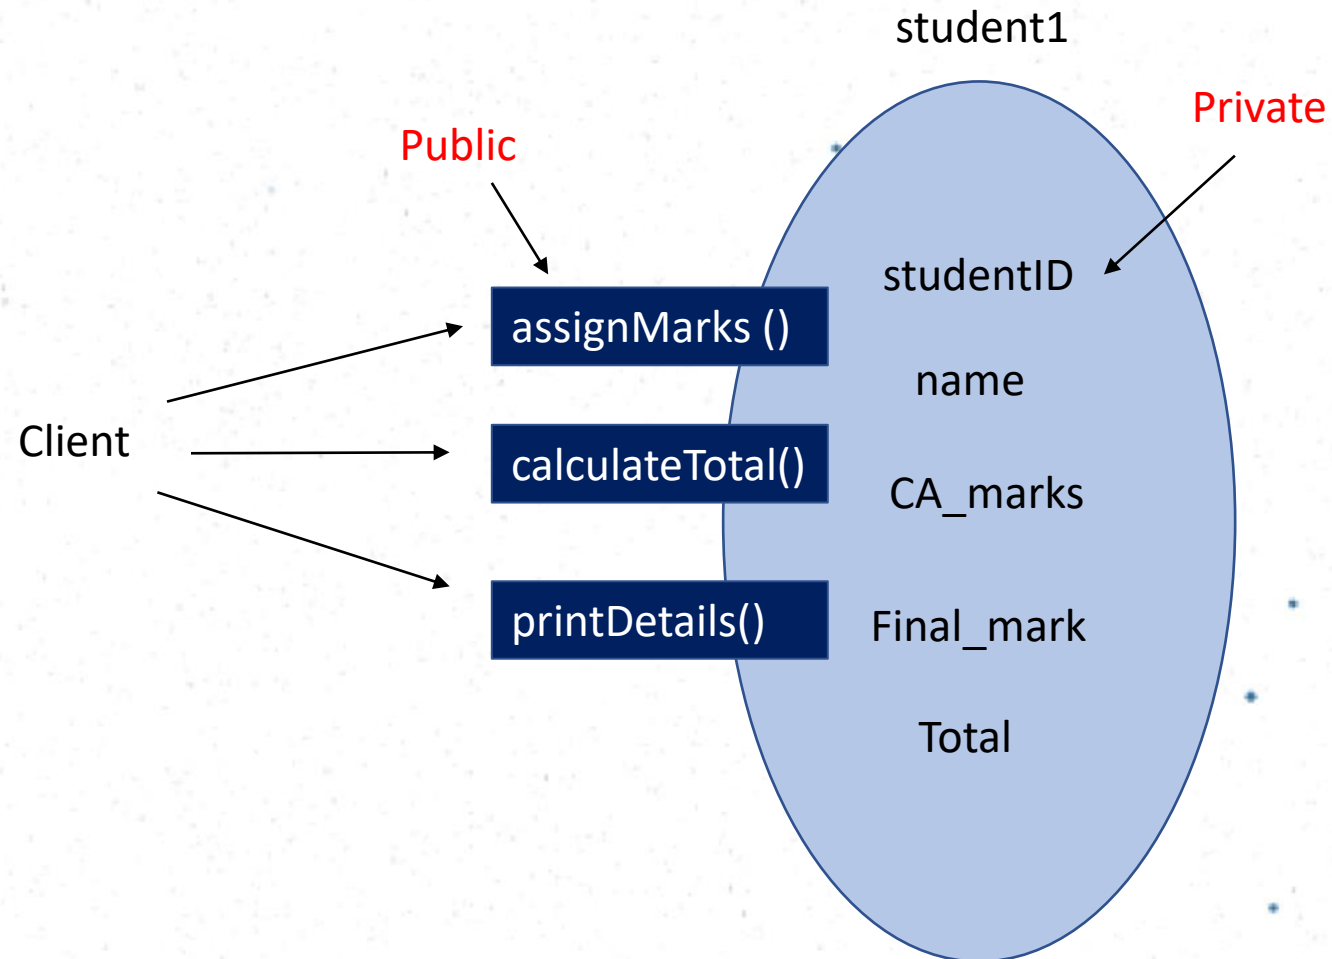 student1
Private
Public
studentID
assignMarks ()
name
Client
calculateTotal()
CA_marks
printDetails()
Final_mark
Total